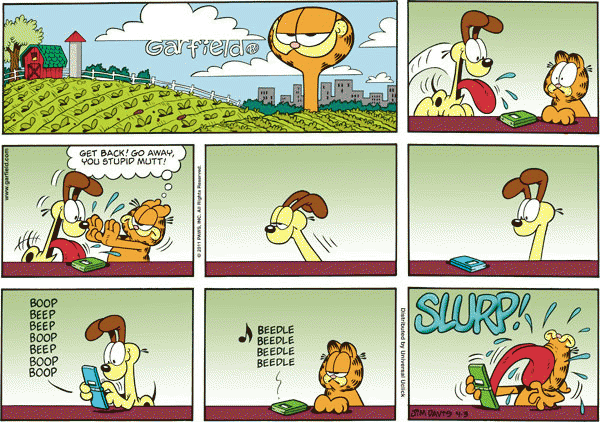 Garfield®
www.garfield.com
GET BACK! GO AWAY,
YOU STUPID MUTT!
© 2011 PAWS, INC. All Rights Reserved.
BOOP
BEEP
BEEP
BOOP
BEEP
BOOP
BOOP
BEEDLE
BEEDLE
BEEDLE
BEEDLE
Distributed by Universal Uclick
SLURP!
JIM DAVIS 4-3